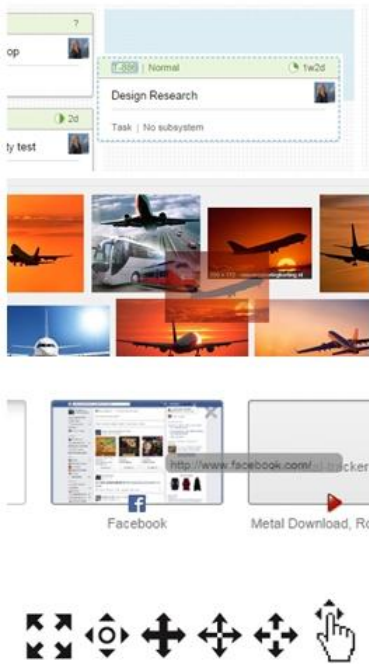 ?
op
T-886 | Normal 1w2d
Design Research
2d
ty test
Task | No subsystem
http://www.facebook.com/
Facebook
Metal Download, Ro